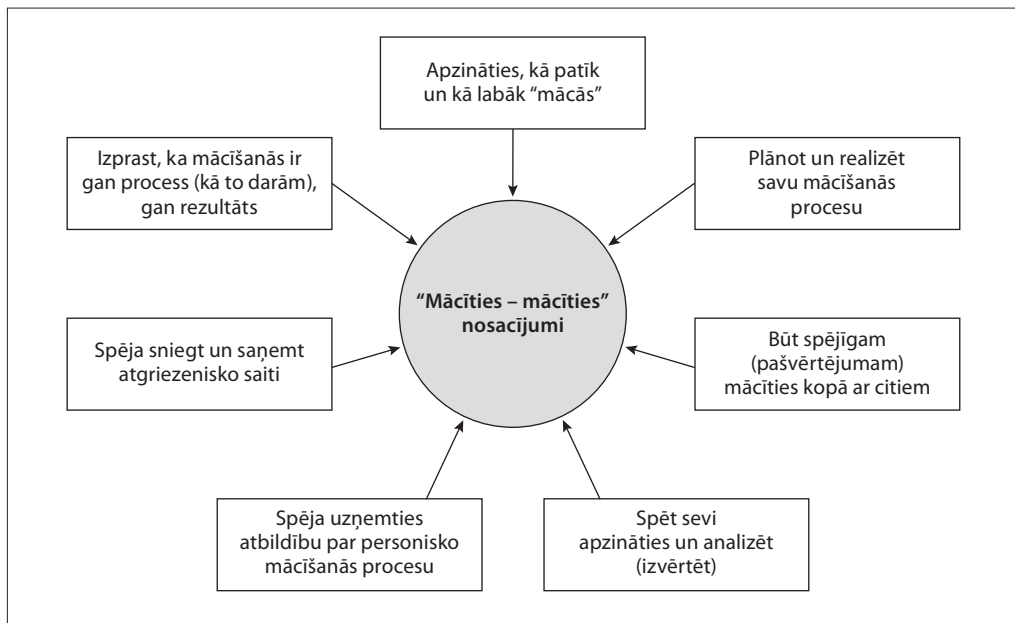 Apzināties, kā patīk
un kā labāk “mācās”
Izprast, ka mācīšanās ir
gan process (kā to darām),
gan rezultāts
Plānot un realizēt
savu mācīšanās
procesu
“Mācīties – mācīties”
nosacījumi
Spēja sniegt un saņemt
atgriezenisko saiti
Būt spējīgam
(pašvērtējumam)
mācīties kopā ar citiem
Spēja uzņemties
atbildību par personisko
mācīšanās procesu
Spēt sevi
apzināties un analizēt
(izvērtēt)